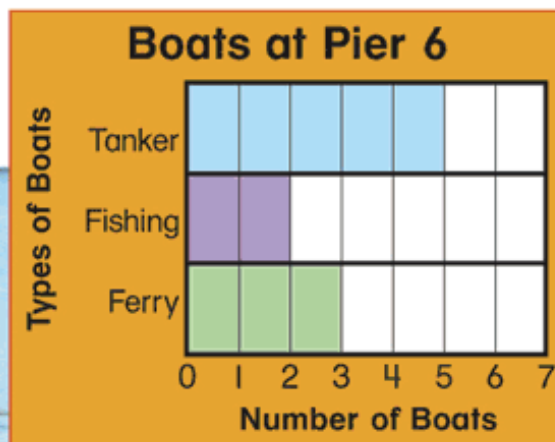 Boats at Pier 6
Types of Boats
Tanker
Fishing
Ferry
0 1 2 3 4 5 6 7
Number of Boats